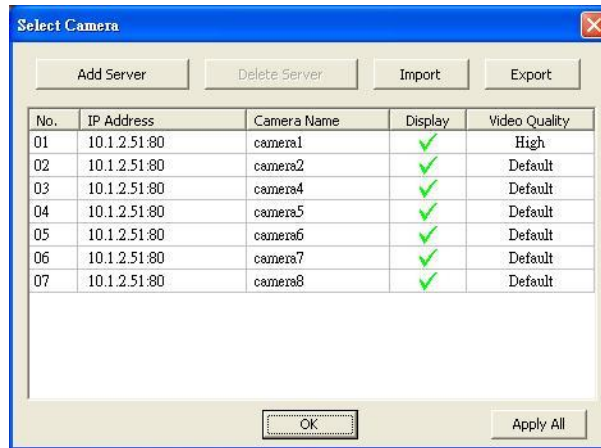 Select Camera
Add Server Delete Server Import Export
No. IP Address Camera Name Display Video Quality
01 10.1.2.51:80 camera1 High
02 10.1.2.51:80 camera2 Default
03 10.1.2.51:80 camera4 Default
04 10.1.2.51:80 camera5 Default
05 10.1.2.51:80 camera6 Default
06 10.1.2.51:80 camera7 Default
07 10.1.2.51:80 camera8 Default
OK Apply All